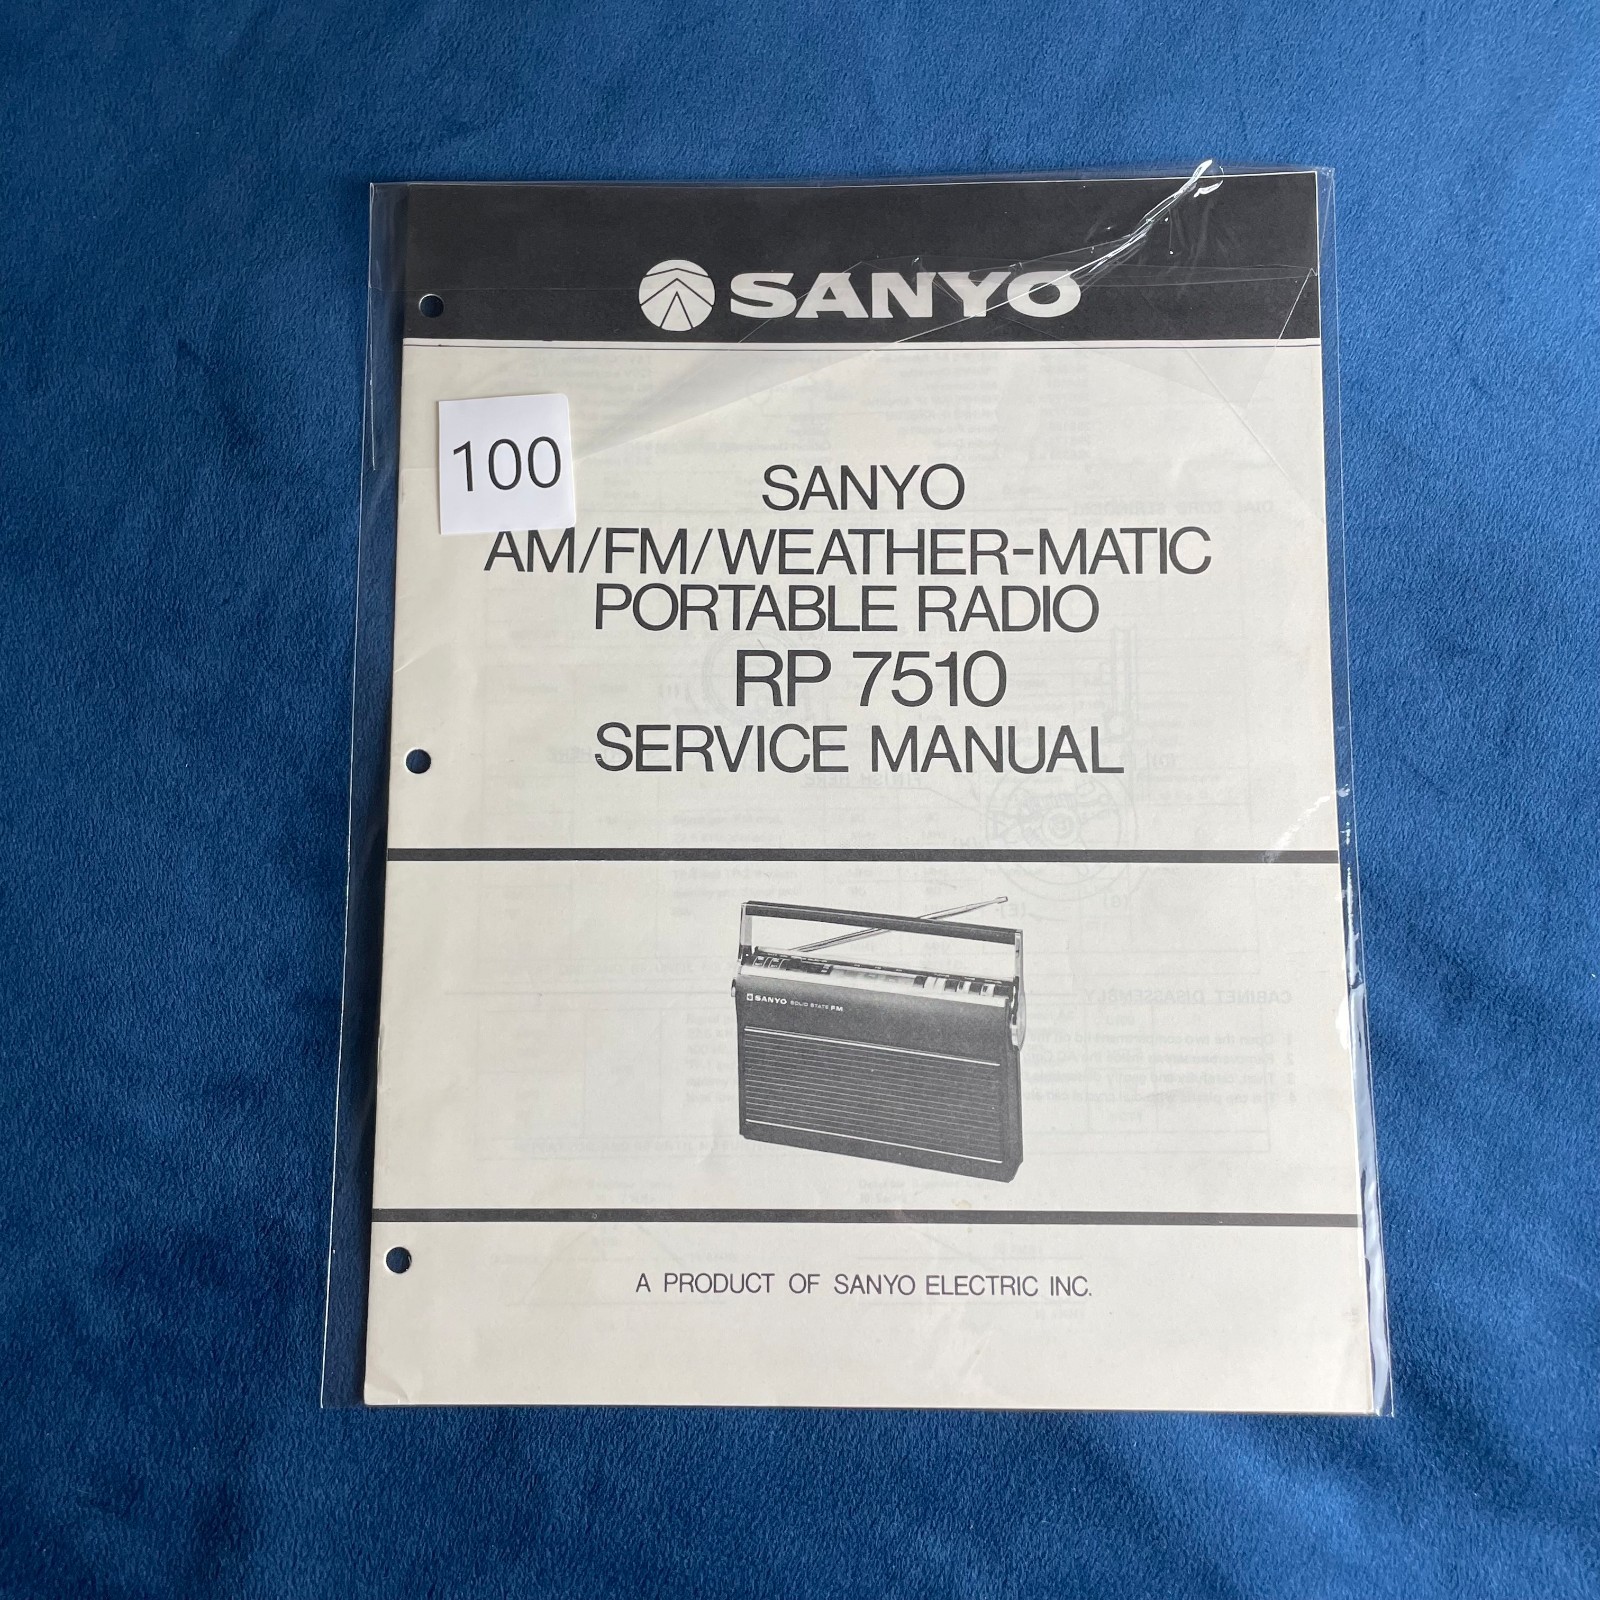 SANYO
100
SANYO
AM/FM/WEATHER-MATIC
PORTABLE RADIO
RP 7510
SERVICE MANUAL
SANYO SOLID STATE FM
A PRODUCT OF SANYO ELECTRIC INC.